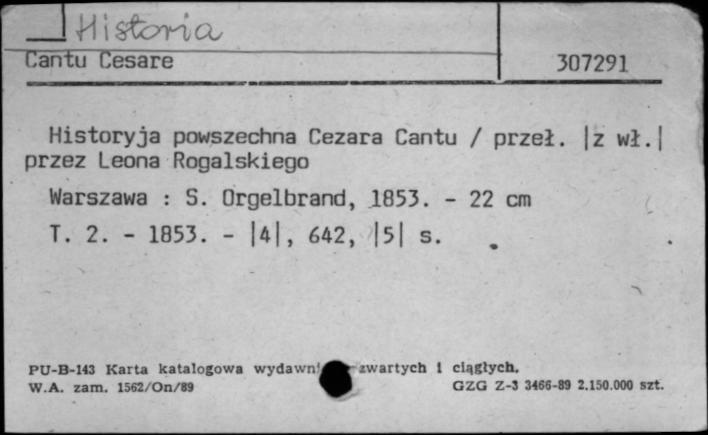 Historia
Cantu Cesare 307291
Historyja powszechna Cezara Cantu / przeł. |z wł.|
przez Leona Rogalskiego
Warszawa : S. Orgelbrand, 1853. - 22 cm
T. 2. - 1853. - |4|, 642, |5| s.
PU-B-143 Karta katalogowa zwartych i ciągłych.
W.A. zam. 1562/On/89 GZG Z-3 3466-89 2.150.000 szt.